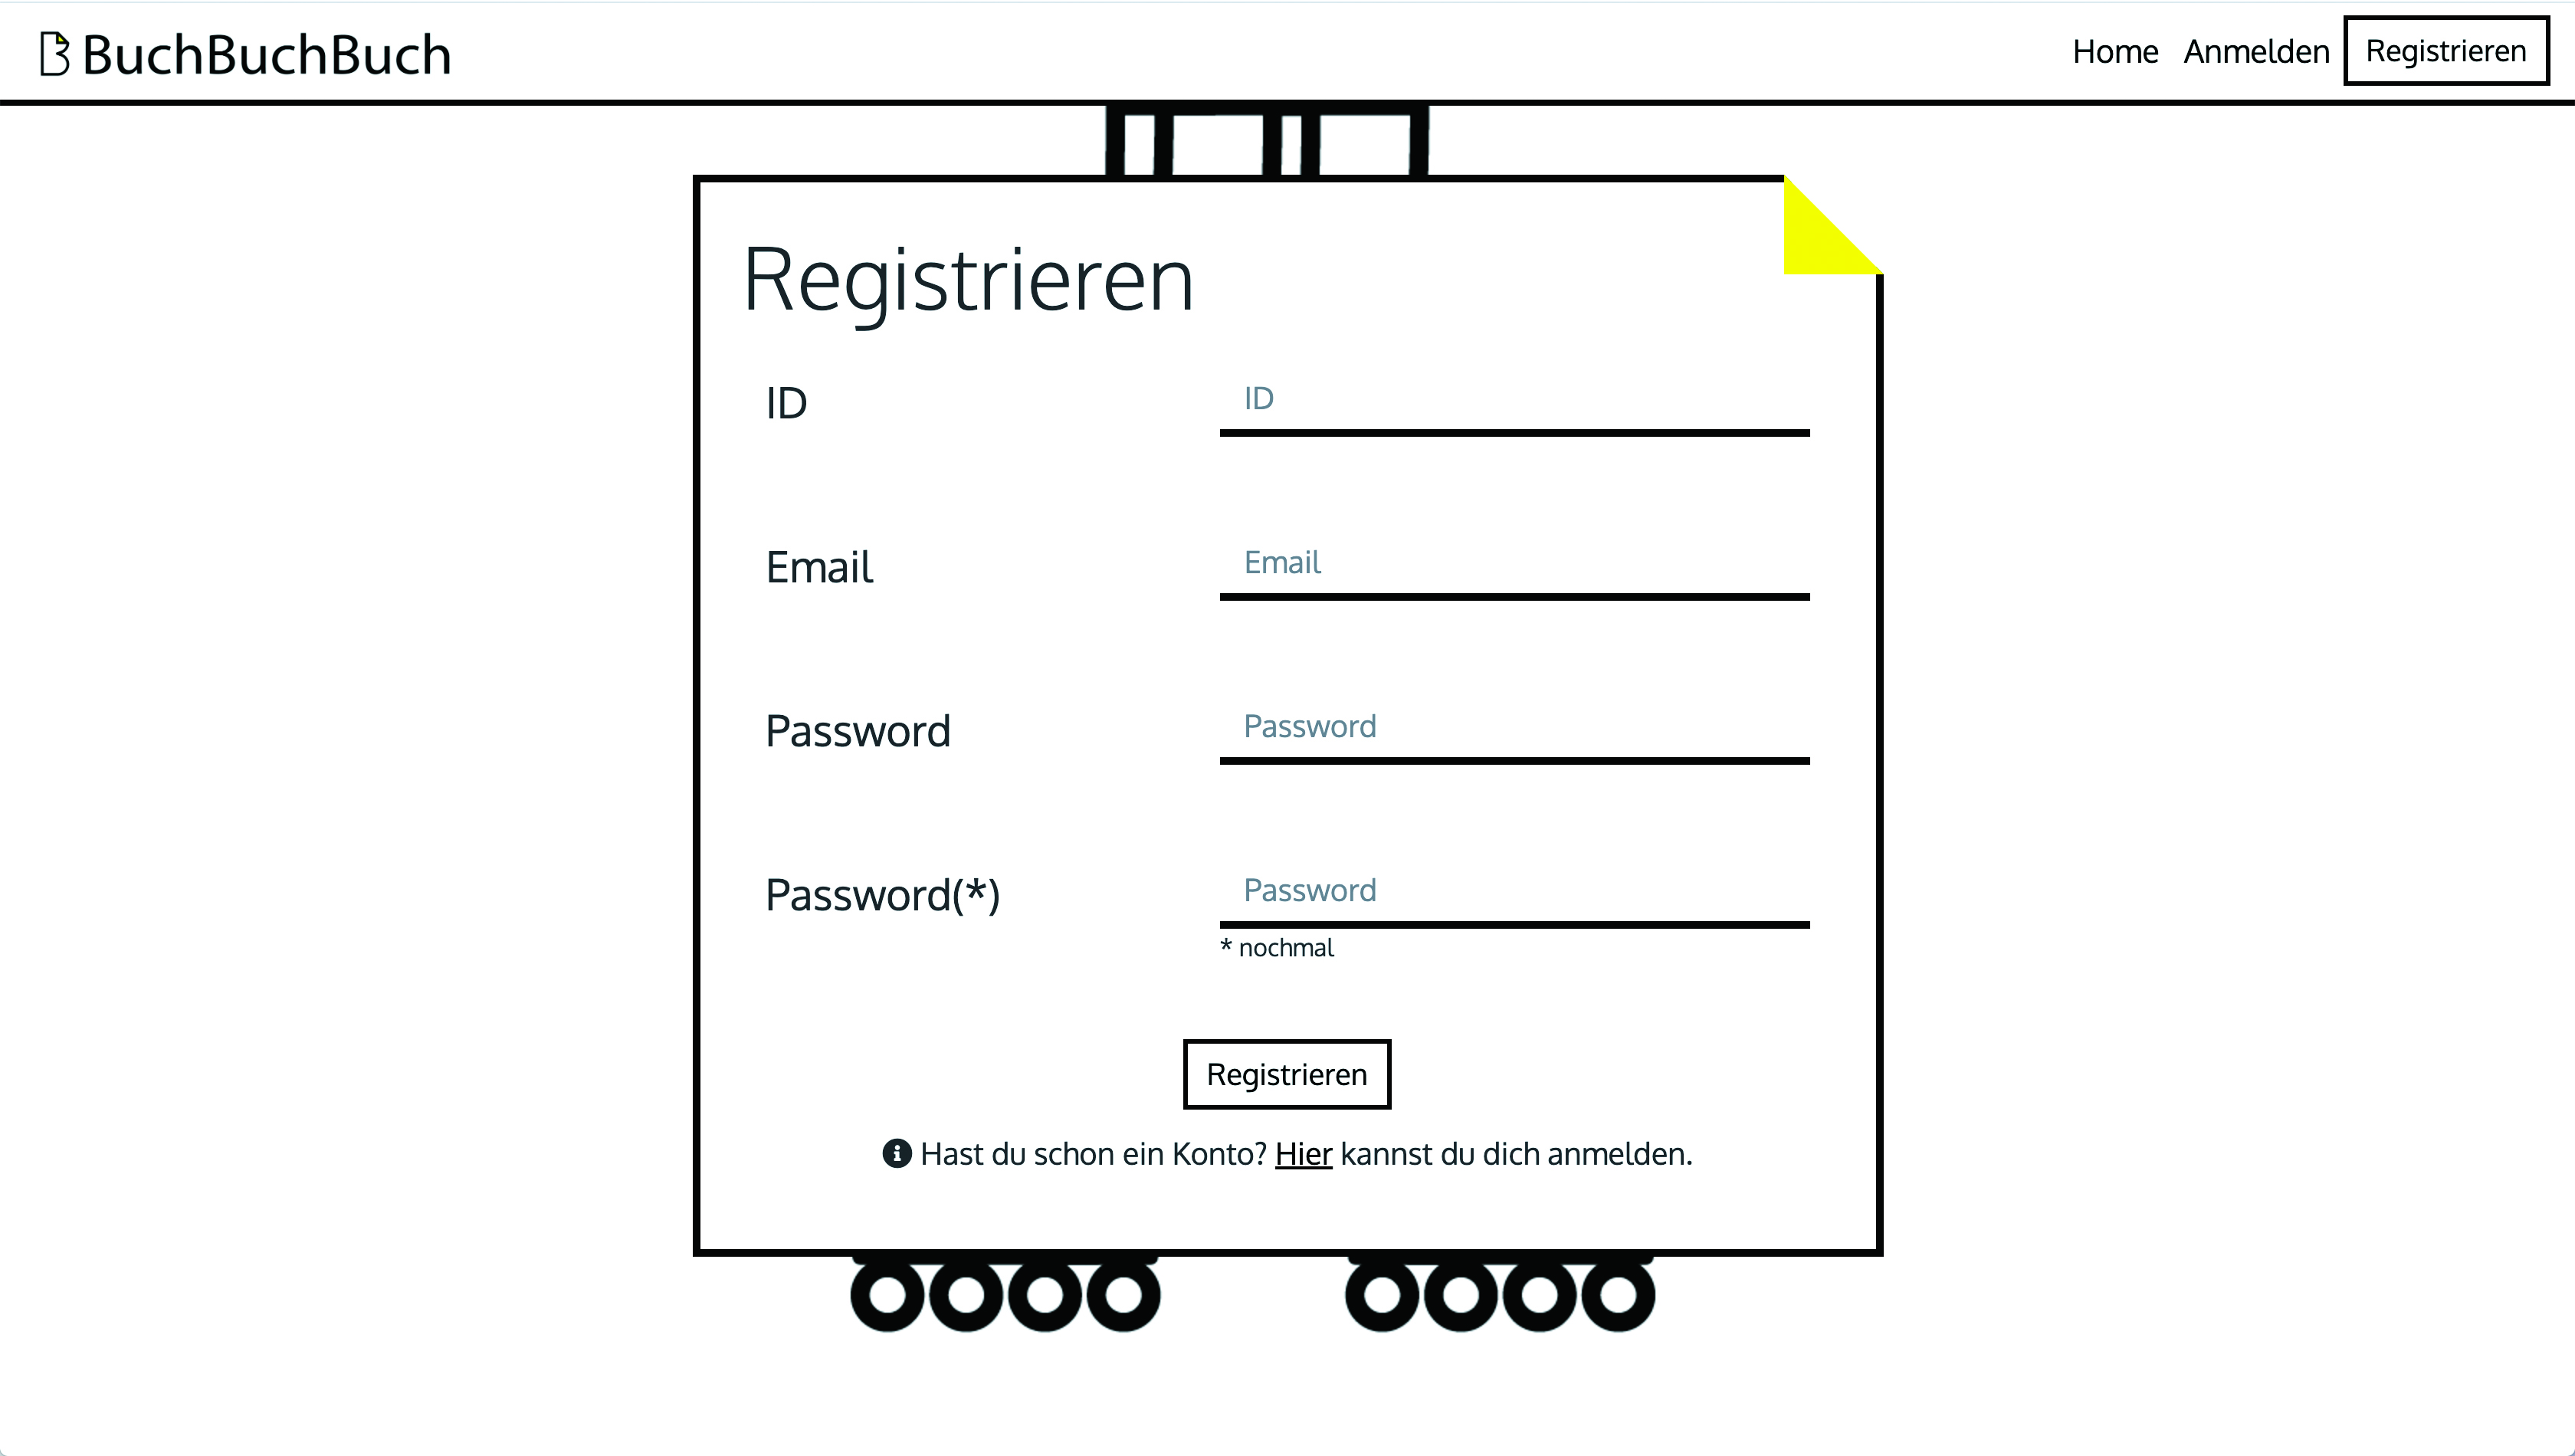 BuchBuchBuch
Home Anmelden Registrieren
Registrieren
ID ID
Email Email
Password Password
Password(*) Password
* nochmal
Registrieren
Hast du schon ein Konto? Hier kannst du dich anmelden.